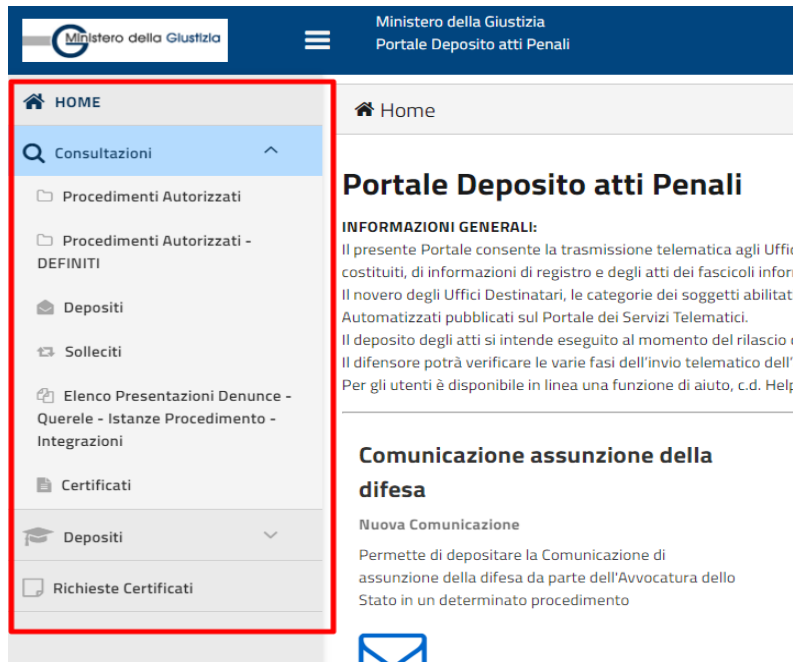 Ministero della Giustizia
Ministero della Giustizia
Portale Deposito atti Penali
HOME
Consultazioni
Procedimenti Autorizzati
Procedimenti Autorizzati -
DEFINITI
Depositi
Solleciti
Elenco Presentazioni Denunce -
Querele - Istanze Procedimento -
Integrazioni
Certificati
Depositi
Richieste Certificati
Home
Portale Deposito atti Penali
INFORMAZIONI GENERALI:
Il presente Portale consente la trasmissione telematica agli Uffi
costituiti, di informazioni di registro e degli atti dei fascicoli infor
Il novero degli Uffici Destinatari, le categorie dei soggetti abilitat
Automatizzati pubblicati sul Portale dei Servizi Telematici.
Il deposito degli atti si intende eseguito al momento del rilascio
Il difensore potrà verificare le varie fasi dell'invio telematico dell'
Per gli utenti è disponibile in linea una funzione di aiuto, c.d. Help
Comunicazione assunzione della
difesa
Nuova Comunicazione
Permette di depositare la Comunicazione di
assunzione della difesa da parte dell'Avvocatura dello
Stato in un determinato procedimento